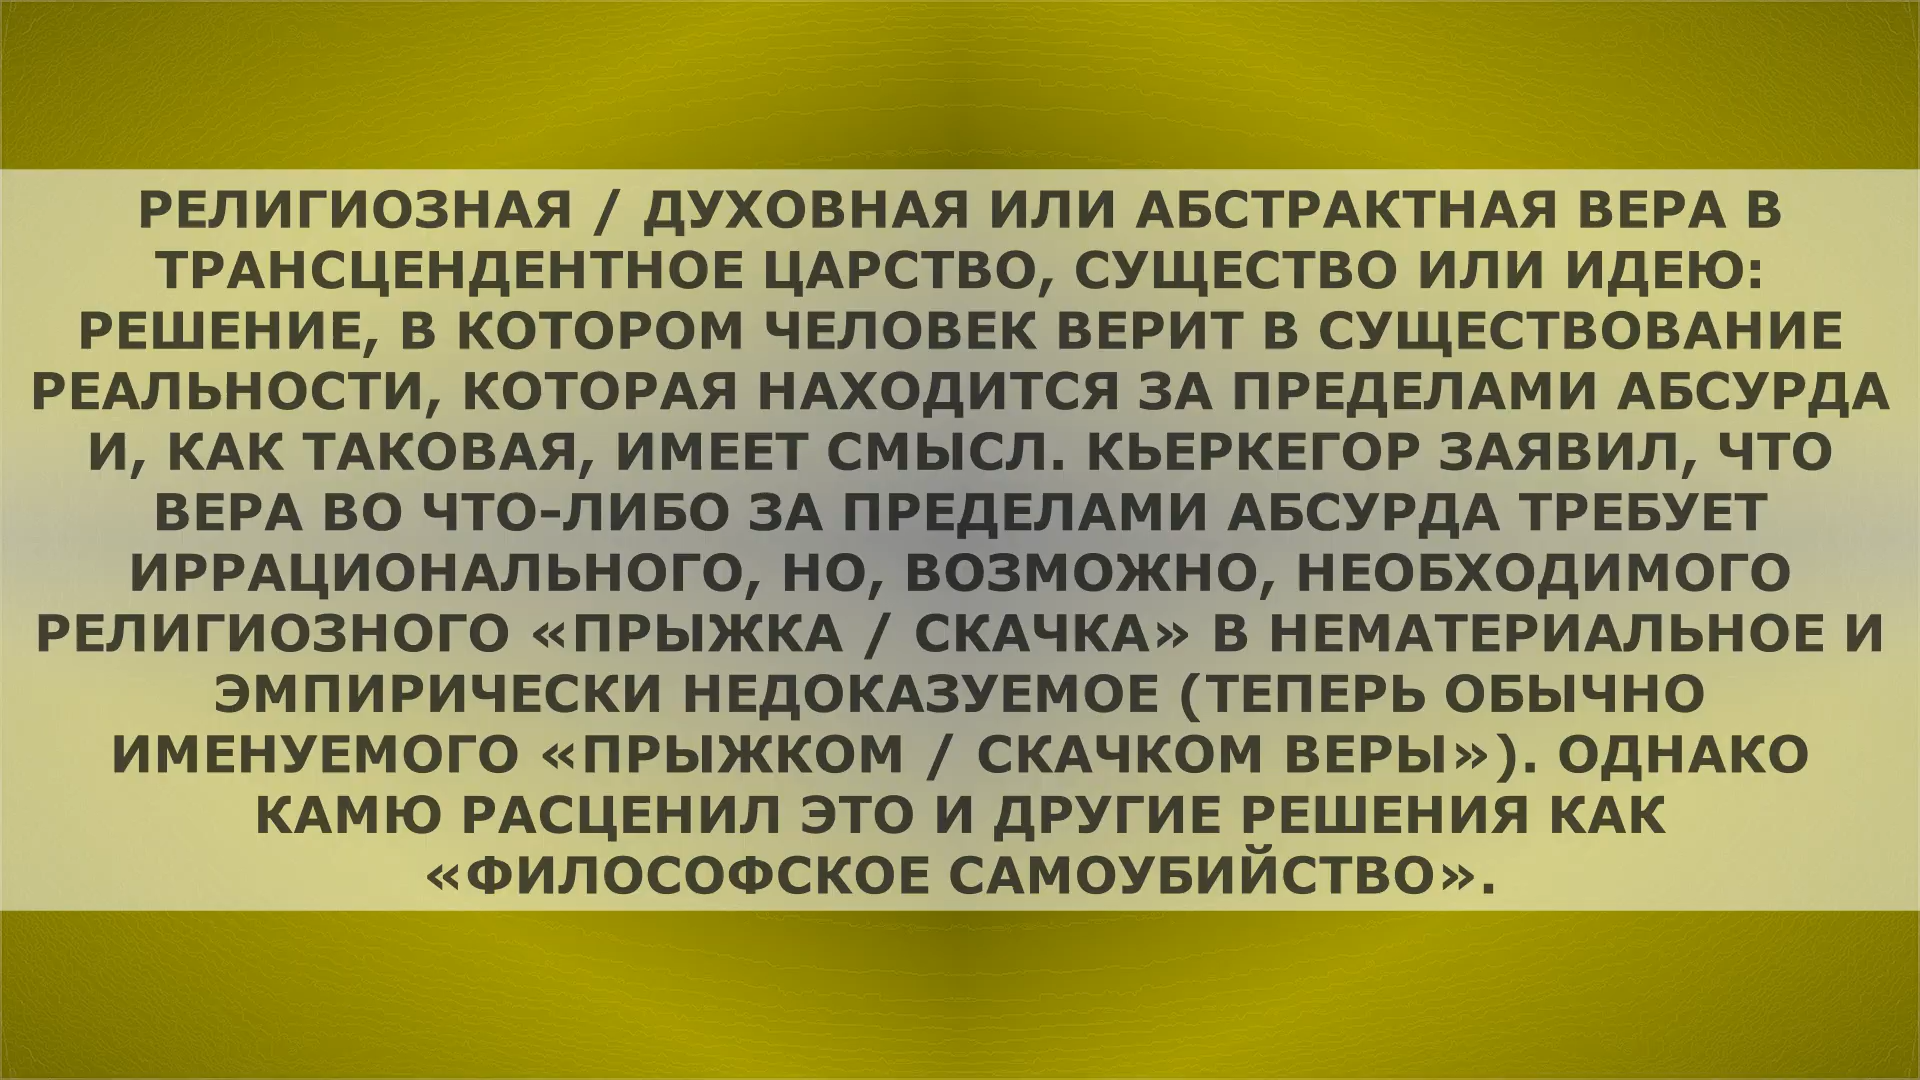 РЕЛИГИОЗНАЯ / ДУХОВНАЯ ИЛИ АБСТРАКТНАЯ ВЕРА В
ТРАНСЦЕНДЕНТНОЕ ЦАРСТВО, СУЩЕСТВО ИЛИ ИДЕЮ:
РЕШЕНИЕ, В КОТОРОМ ЧЕЛОВЕК ВЕРИТ В СУЩЕСТВОВАНИЕ
РЕАЛЬНОСТИ, КОТОРАЯ НАХОДИТСЯ ЗА ПРЕДЕЛАМИ АБСУРДА
И, КАК ТАКОВАЯ, ИМЕЕТ СМЫСЛ. КЬЕРКЕГОР ЗАЯВИЛ, ЧТО
ВЕРА ВО ЧТО-ЛИБО ЗА ПРЕДЕЛАМИ АБСУРДА ТРЕБУЕТ
ИРРАЦИОНАЛЬНОГО, НО, ВОЗМОЖНО, НЕОБХОДИМОГО
РЕЛИГИОЗНОГО «ПРЫЖКА / СКАЧКА» В НЕМАТЕРИАЛЬНОЕ И
ЭМПИРИЧЕСКИ НЕДОКАЗУЕМОЕ (ТЕПЕРЬ ОБЫЧНО
ИМЕНУЕМОГО «ПРЫЖКОМ / СКАЧКОМ ВЕРЫ»). ОДНАКО
КАМЮ РАСЦЕНИЛ ЭТО И ДРУГИЕ РЕШЕНИЯ КАК
«ФИЛОСОФСКОЕ САМОУБИЙСТВО».